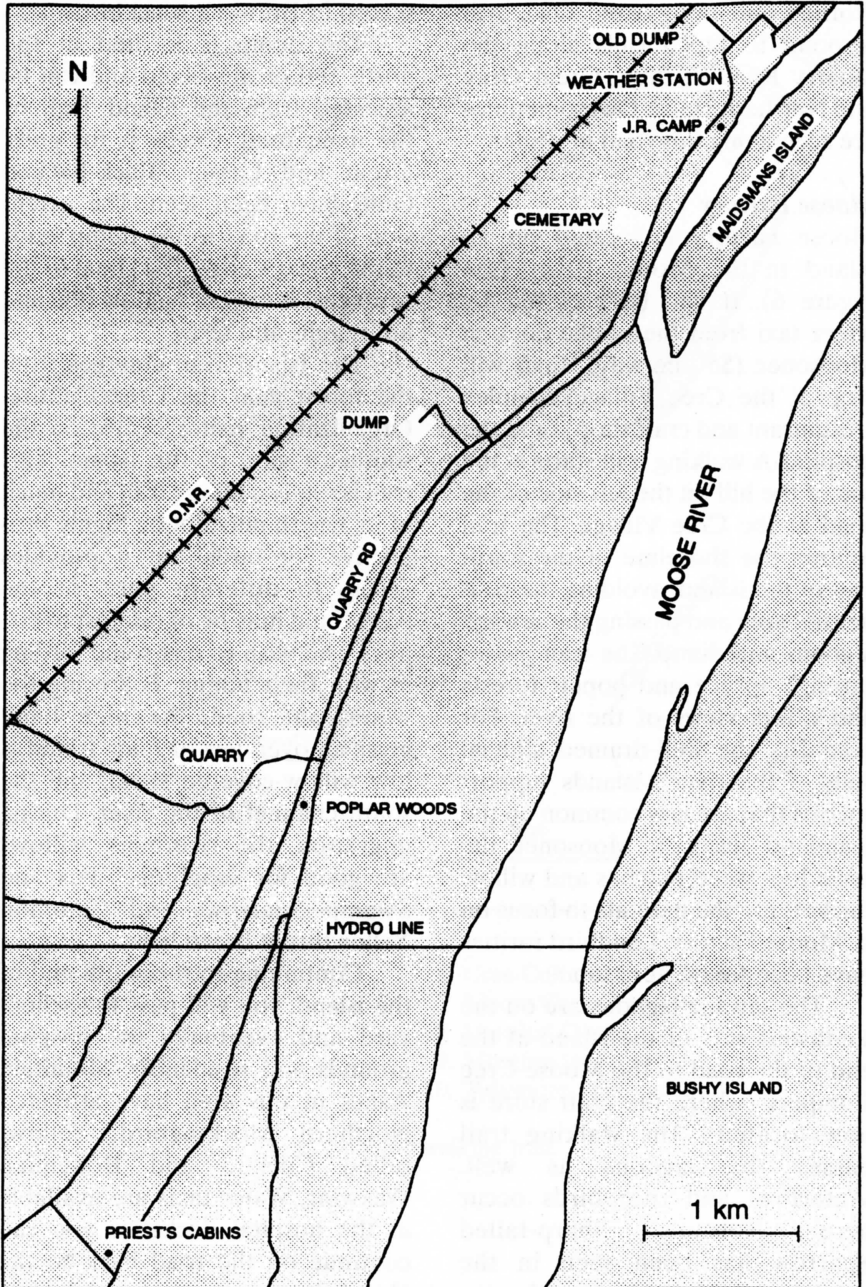 OLD DUMP
N
WEATHER STATION
J.R. CAMP
MAIDSMANS ISLAND
CEMETARY
DUMP
O.N.R.
QUARRY RD
MOOSE RIVER
QUARRY
POPLAR WOODS
HYDRO LINE
BUSHY ISLAND
1 km
PRIEST'S CABINS